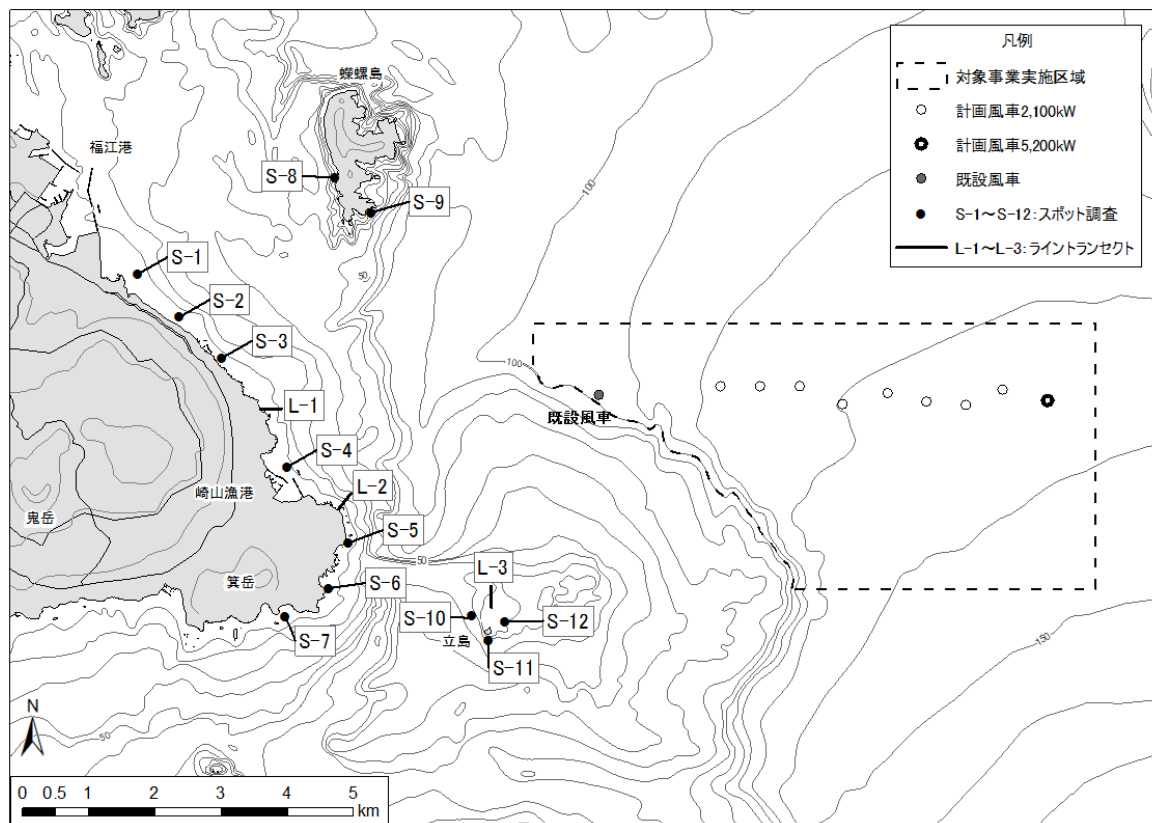 凡例
対象事業実施区域
計画風車2,100kW
計画風車5,200kW
既設風車
S-1～S-12:スポット調査
L-1～L-3:ライントランセクト
蠑螺島
福江港
S-8
S-9
S-1
S-2
S-3
L-1
S-4
L-2
S-5
S-6
S-7
崎山漁港
鬼岳
箕岳
L-3
S-10
S-12
立島
S-11
既設風車
100
100
50
50
50
150
N
0 0.5 1 2 3 4 5
km